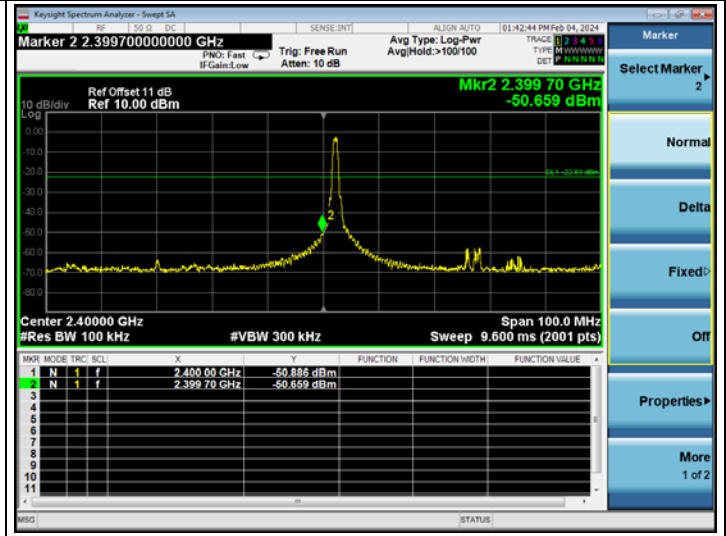 Keysight Spectrum Analyzer - Swept SA
RF 50 Ω DC SENSE:INT ALIGN AUTO 01:42:44 PM Feb 04, 2024
Marker 2 2.399700000000 GHz
PNO: Fast
IFGain:Low
Trig: Free Run
Atten: 10 dB
Avg Type: Log-Pwr
Avg|Hold:>100/100
TRACE 1 2 3 4 5 6
TYPE M WWWWW
DET P N N N N N
Mkr2 2.399 70 GHz
-50.659 dBm
10 dB/div
Log
Ref Offset 11 dB
Ref 10.00 dBm
0.00
-10.0
-20.0
-30.0
-40.0
-50.0
-60.0
-70.0
-80.0
DL1 -22.83 dBm
2
Center 2.40000 GHz Span 100.0 MHz
#Res BW 100 kHz #VBW 300 kHz Sweep 9.600 ms (2001 pts)
MKR MODE TRC SCL X Y FUNCTION FUNCTION WIDTH FUNCTION VALUE
1 N 1 f 2.400 00 GHz -50.886 dBm
2 N 1 f 2.399 70 GHz -50.659 dBm
3
4
5
6
7
8
9
10
11
MSG STATUS
Marker
Select Marker
2
Normal
Delta
Fixed
Off
Properties
More
1 of 2